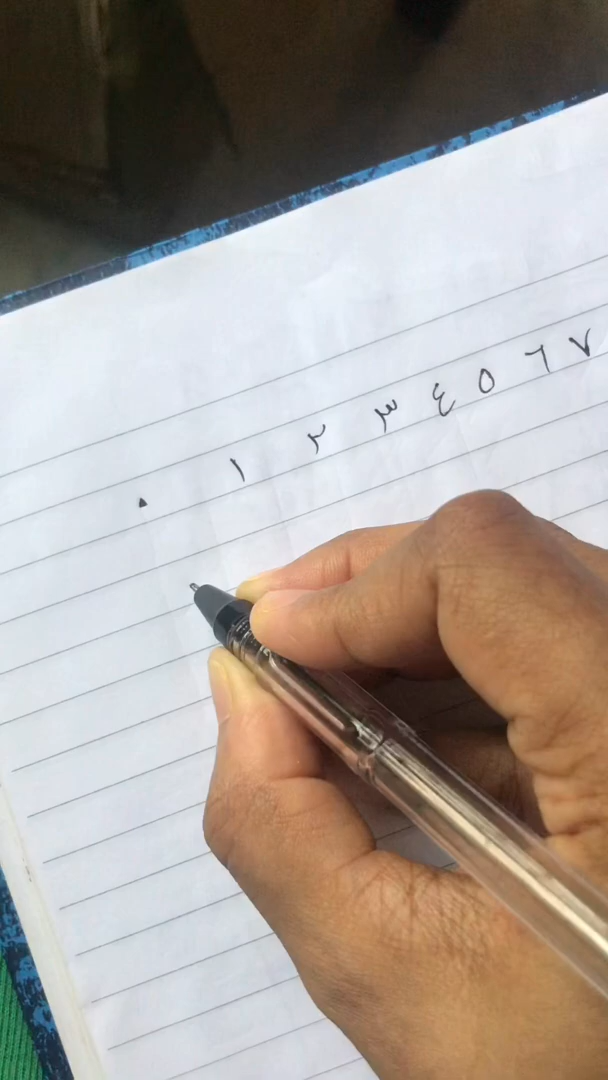 ٠ ١ ٢ ٣ ٤ ٥ ٦ ٧